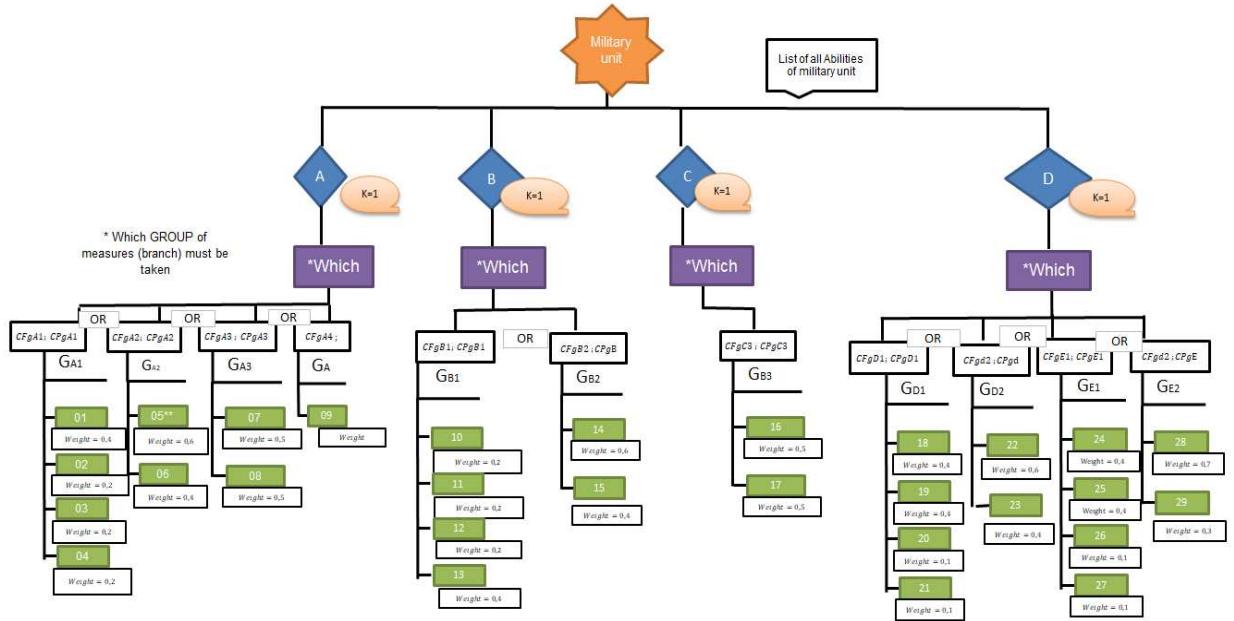 Military
unit
List of all Abilities
of military unit
A
K=1
B
K=1
C
K=1
D
K=1
* Which GROUP of
measures (branch) must be
taken
*Which
*Which
*Which
*Which
OR
OR
OR
CFgA1; CPgA1
CFgA2; CPgA2
CFgA3; CPgA3
CFgA4;
GA1
GA2
GA3
GA
01
Weight = 0,4
02
Weight = 0,2
03
Weight = 0,2
04
Weight = 0,2
05**
Weight = 0,6
06
Weight = 0,4
07
Weight = 0,5
08
Weight = 0,5
09
Weight
CFgB1; CPgB1
OR
CFgB2; CPgB
GB1
GB2
10
Weight = 0,2
11
Weight = 0,2
12
Weight = 0,2
13
Weight = 0,4
14
Weight = 0,6
15
Weight = 0,4
CFgC3; CPgC3
GB3
16
Weight = 0,5
17
Weight = 0,5
OR
OR
OR
CFgD1; CPgD1
CFgd2; CPgd
CFgE1; CPgE1
CFgd2; CPgE
GD1
GD2
GE1
GE2
18
Weight = 0,4
19
Weight = 0,4
20
Weight = 0,1
21
Weight = 0,1
22
Weight = 0,6
23
Weight = 0,4
24
Weight = 0,4
25
Weight = 0,4
26
Weight = 0,1
27
Weight = 0,1
28
Weight = 0,7
29
Weight = 0,3